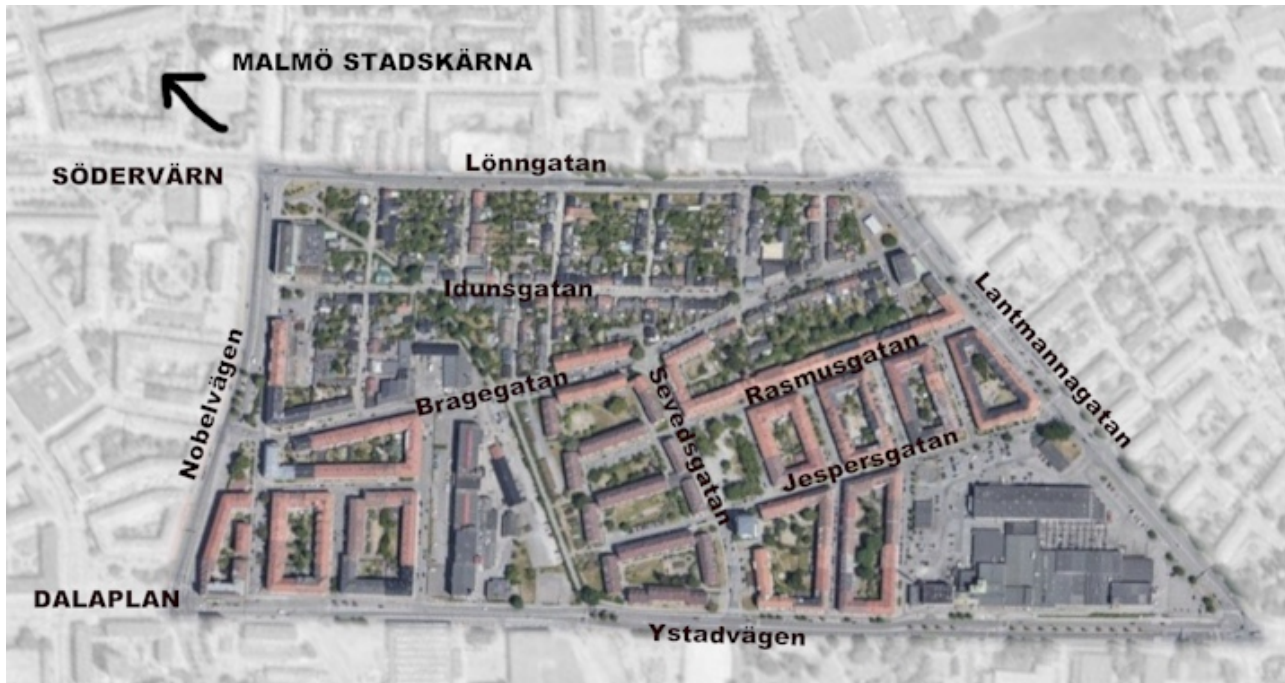 MALMÖ STADSKÄRNA
SÖDERVÄRN
Lönngatan
Idunsgatan
Lantmannagatan
Nobelvägen
Bragegatan
Sevedsgatan
Rasmusgatan
Jespersgatan
DALAPLAN
Ystadvägen